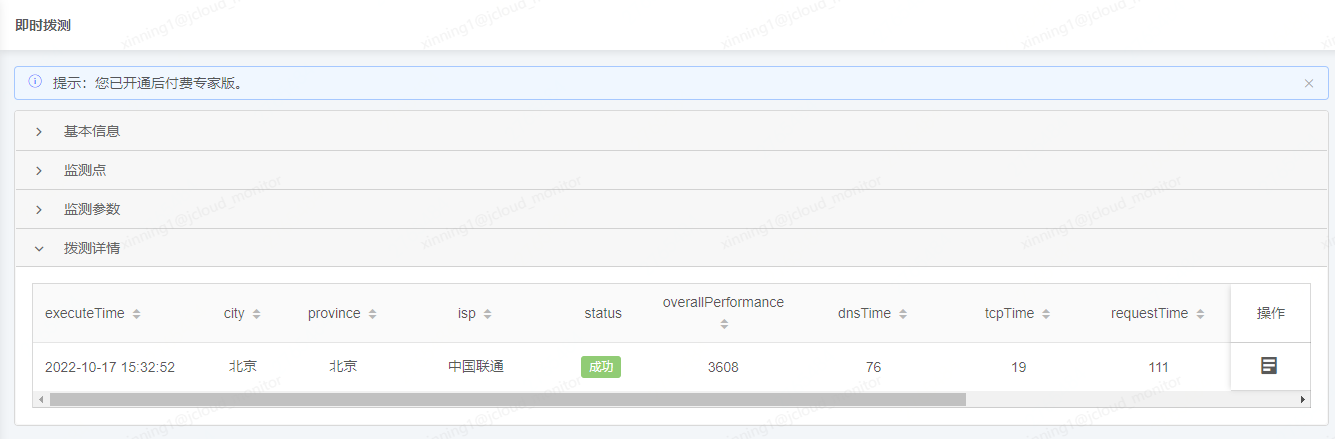 即时拨测
提示：您已开通后付费专家版。
基本信息
监测点
监测参数
拨测详情
executeTime city province isp status overallPerformance dnsTime tcpTime requestTime 操作
2022-10-17 15:32:52 北京 北京 中国联通 成功 3608 76 19 111
xinning1@jcloud_monitor